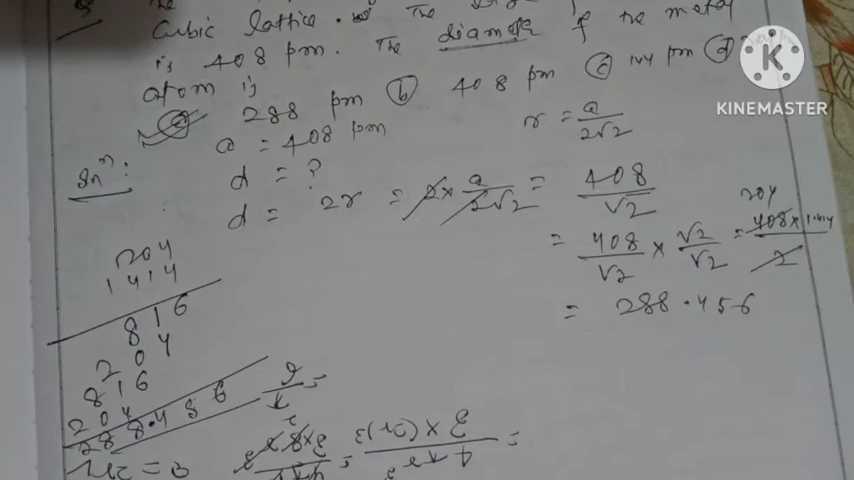 Cubic lattice. The
is 408 pm. The diameter of the metal
atom is
ⓐ 288 pm ⓑ 408 pm ⓒ 144 pm ⓓ
KINEMASTER
Soln:
a = 408 pm
r = a/2√2
d = ?
d = 2r = 2 × a/2√2 = 408/√2
= 408/√2 × √2/√2 = 408 × 1.414/2
204
= 288.456
204
1414
816
204
816
204
288.456